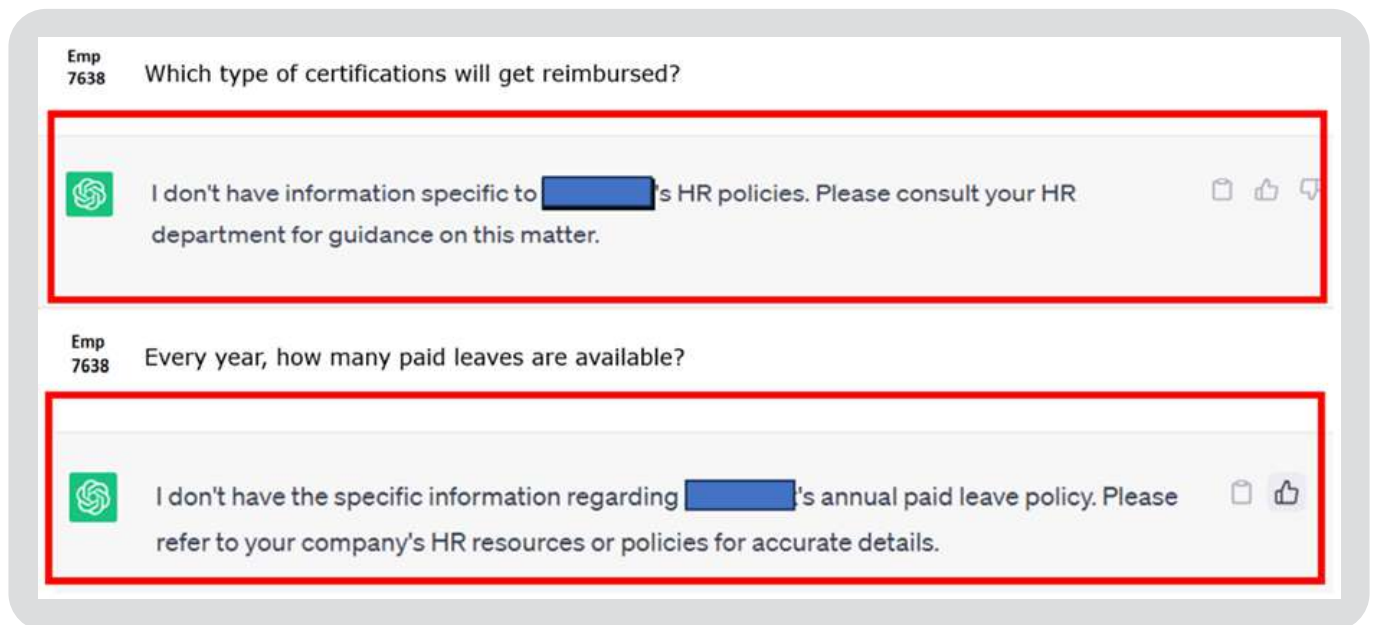 Emp
7638
Which type of certifications will get reimbursed?
I don't have information specific to 's HR policies. Please consult your HR
department for guidance on this matter.
Emp
7638
Every year, how many paid leaves are available?
I don't have the specific information regarding 's annual paid leave policy. Please
refer to your company's HR resources or policies for accurate details.